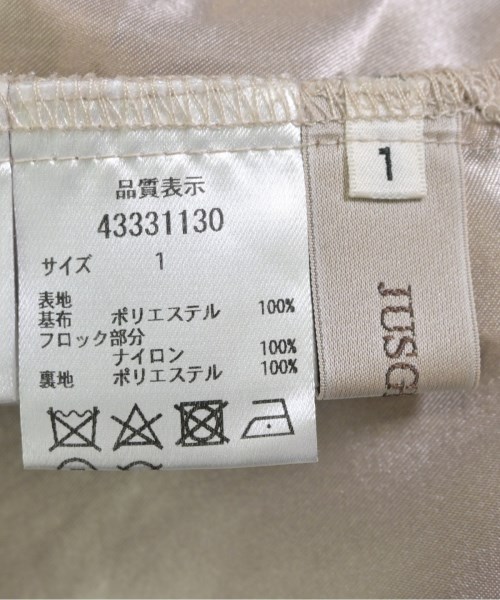 品質表示
43331130
サイズ 1
表地
基布 ポリエステル 100%
フロック部分
ナイロン 100%
裏地 ポリエステル 100%
1